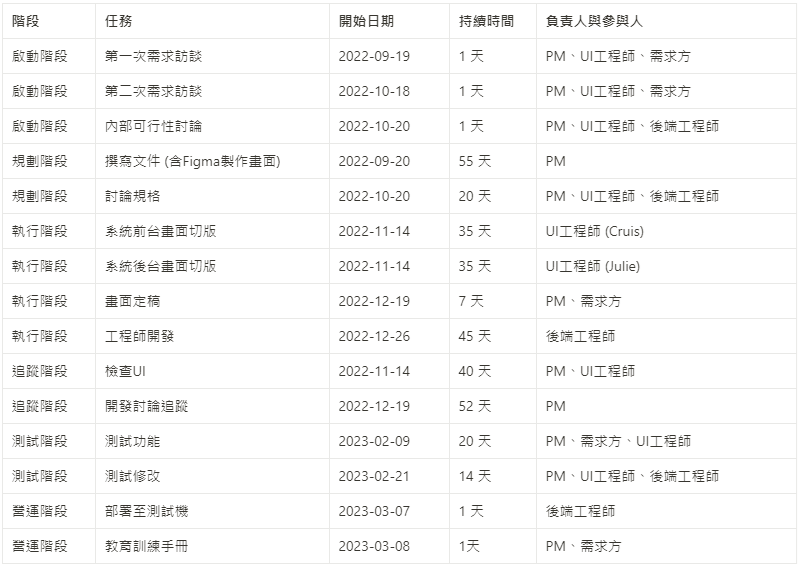 階段 任務 開始日期 持續時間 負責人與參與人
啟動階段 第一次需求訪談 2022-09-19 1 天 PM、UI工程師、需求方
啟動階段 第二次需求訪談 2022-10-18 1 天 PM、UI工程師、需求方
啟動階段 內部可行性討論 2022-10-20 1 天 PM、UI工程師、後端工程師
規劃階段 撰寫文件 (含Figma製作畫面) 2022-09-20 55 天 PM
規劃階段 討論規格 2022-10-20 20 天 PM、UI工程師、後端工程師
執行階段 系統前台畫面切版 2022-11-14 35 天 UI工程師 (Cruis)
執行階段 系統後台畫面切版 2022-11-14 35 天 UI工程師 (Julie)
執行階段 畫面定稿 2022-12-19 7 天 PM、需求方
執行階段 工程師開發 2022-12-26 45 天 後端工程師
追蹤階段 檢查UI 2022-11-14 40 天 PM、UI工程師
追蹤階段 開發討論追蹤 2022-12-19 52 天 PM
測試階段 測試功能 2023-02-09 20 天 PM、需求方、UI工程師
測試階段 測試修改 2023-02-21 14 天 PM、UI工程師、後端工程師
營運階段 部署至測試機 2023-03-07 1 天 後端工程師
營運階段 教育訓練手冊 2023-03-08 1天 PM、需求方